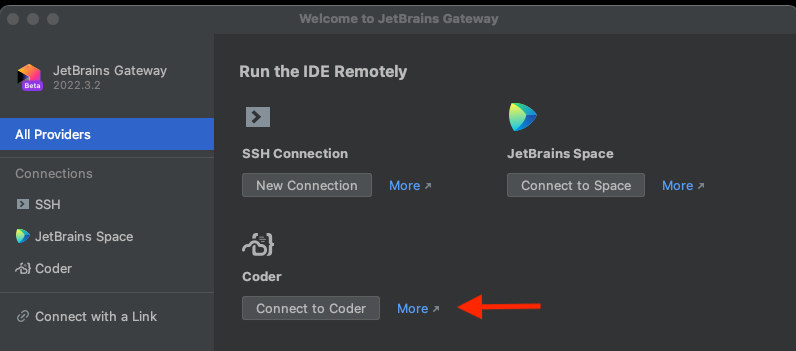 Welcome to JetBrains Gateway
JetBrains Gateway
Beta
2022.3.2
All Providers
Connections
SSH
JetBrains Space
Coder
Connect with a Link
Run the IDE Remotely
SSH Connection
New Connection More ↗
JetBrains Space
Connect to Space More ↗
Coder
Connect to Coder More ↗